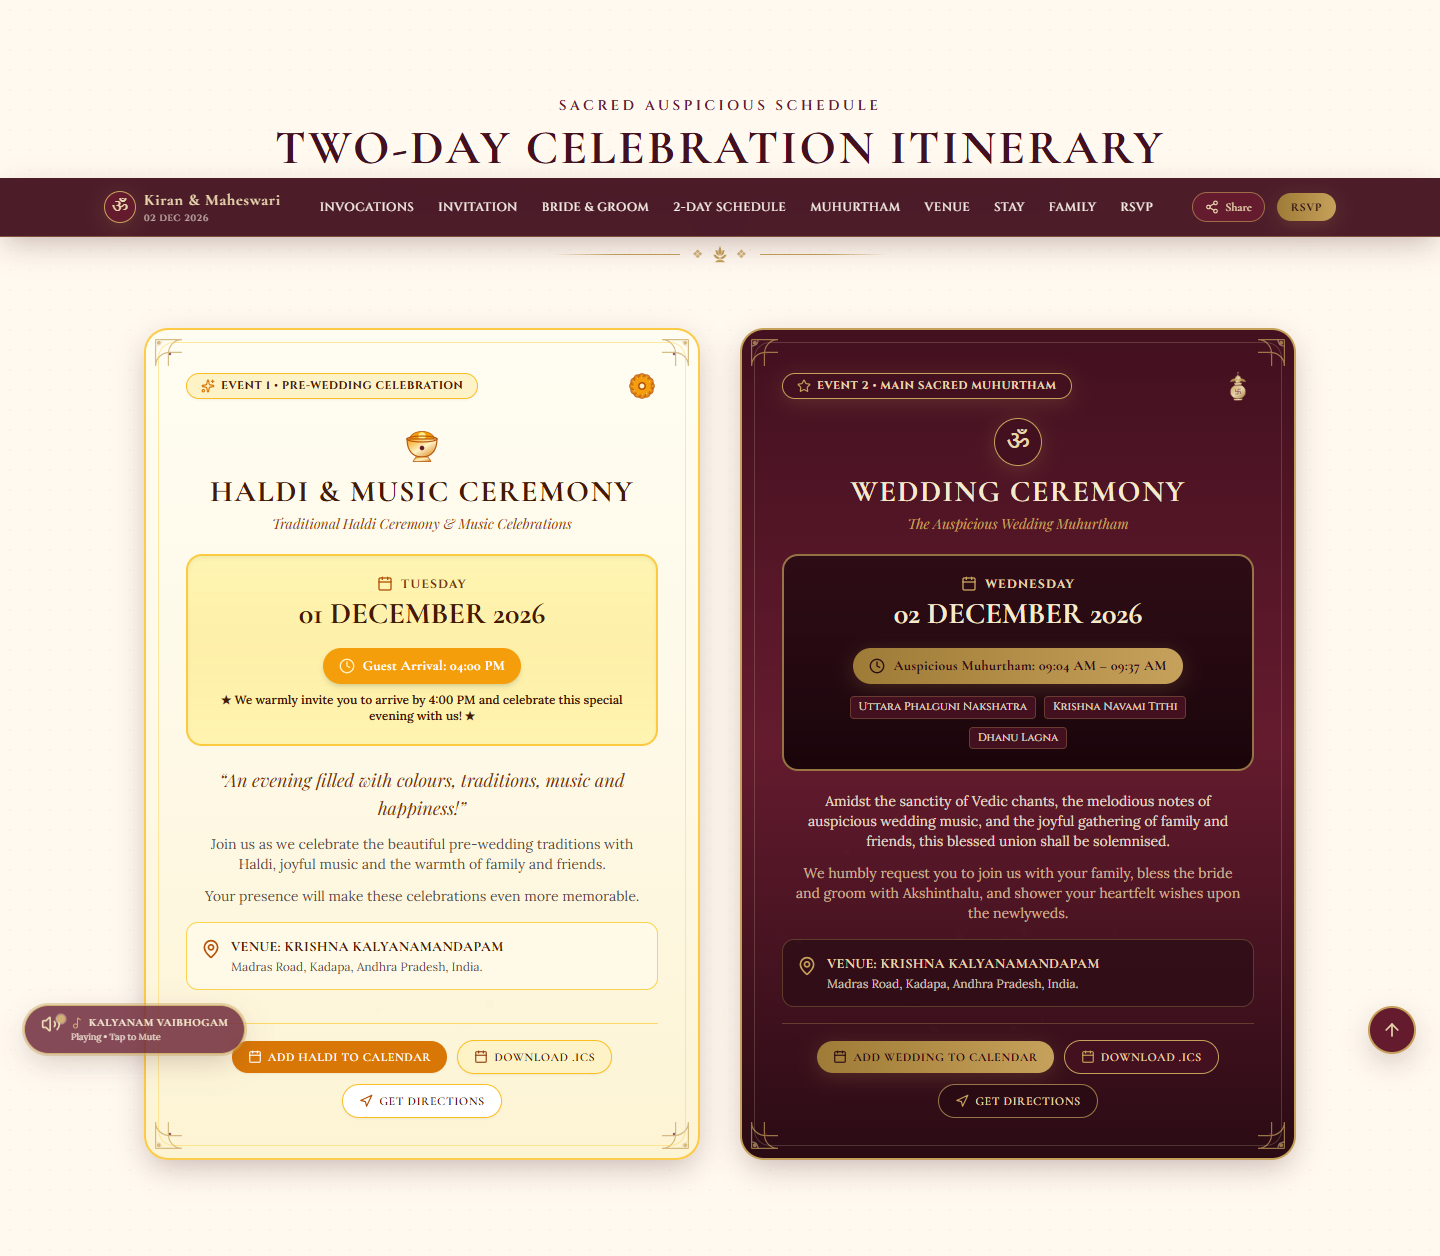 SACRED AUSPICIOUS SCHEDULE
TWO-DAY CELEBRATION ITINERARY
ॐ
Kiran & Maheswari
02 DEC 2026
INVOCATIONS
INVITATION
BRIDE & GROOM
2-DAY SCHEDULE
MUHURTHAM
VENUE
STAY
FAMILY
RSVP
Share
RSVP
EVENT 1 • PRE-WEDDING CELEBRATION
HALDI & MUSIC CEREMONY
Traditional Haldi Ceremony & Music Celebrations
TUESDAY
01 DECEMBER 2026
Guest Arrival: 04:00 PM
★ We warmly invite you to arrive by 4:00 PM and celebrate this special
evening with us! ★
“An evening filled with colours, traditions, music and
happiness!”
Join us as we celebrate the beautiful pre-wedding traditions with
Haldi, joyful music and the warmth of family and friends.
Your presence will make these celebrations even more memorable.
VENUE: KRISHNA KALYANAMANDAPAM
Madras Road, Kadapa, Andhra Pradesh, India.
ADD HALDI TO CALENDAR
DOWNLOAD .ICS
GET DIRECTIONS
EVENT 2 • MAIN SACRED MUHURTHAM
ॐ
WEDDING CEREMONY
The Auspicious Wedding Muhurtham
WEDNESDAY
02 DECEMBER 2026
Auspicious Muhurtham: 09:04 AM – 09:37 AM
UTTARA PHALGUNI NAKSHATRA
KRISHNA NAVAMI TITHI
DHANU LAGNA
Amidst the sanctity of Vedic chants, the melodious notes of
auspicious wedding music, and the joyful gathering of family and
friends, this blessed union shall be solemnised.
We humbly request you to join us with your family, bless the bride
and groom with Akshinthalu, and shower your heartfelt wishes upon
the newlyweds.
VENUE: KRISHNA KALYANAMANDAPAM
Madras Road, Kadapa, Andhra Pradesh, India.
ADD WEDDING TO CALENDAR
DOWNLOAD .ICS
GET DIRECTIONS
KALYANAM VAIBHOGAM
Playing • Tap to Mute